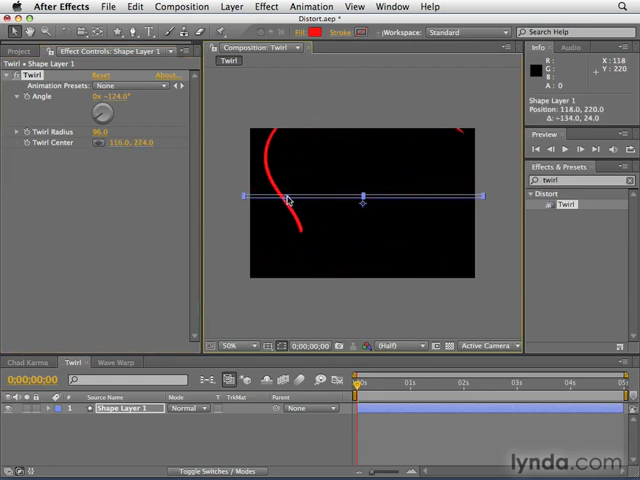 After Effects File Edit Composition Layer Effect Animation View Window Help
Distort.aep *
Fill: Stroke: Workspace: Standard Search Help
Project Effect Controls: Shape Layer 1
Twirl • Shape Layer 1
fx Twirl Reset About...
Animation Presets: None
Angle 0x -124.0°
Twirl Radius 96.0
Twirl Center 116.0, 224.0
Composition: Twirl
Twirl
50% 0;00;00;00 (Half) Active Camera
Info Audio
R: X: 118
G: Y: 220
B:
A: 0
Shape Layer 1
Position: 118.0, 220.0
Δ: -134.0, 24.0
Preview
Effects & Presets
twirl
Distort
Twirl
Chad Karma Twirl Wave Warp
0;00;00;00
# Source Name Mode T TrkMat Parent
1 Shape Layer 1 Normal None
Toggle Switches / Modes
01s 02s 03s 04s 05s
lynda.com